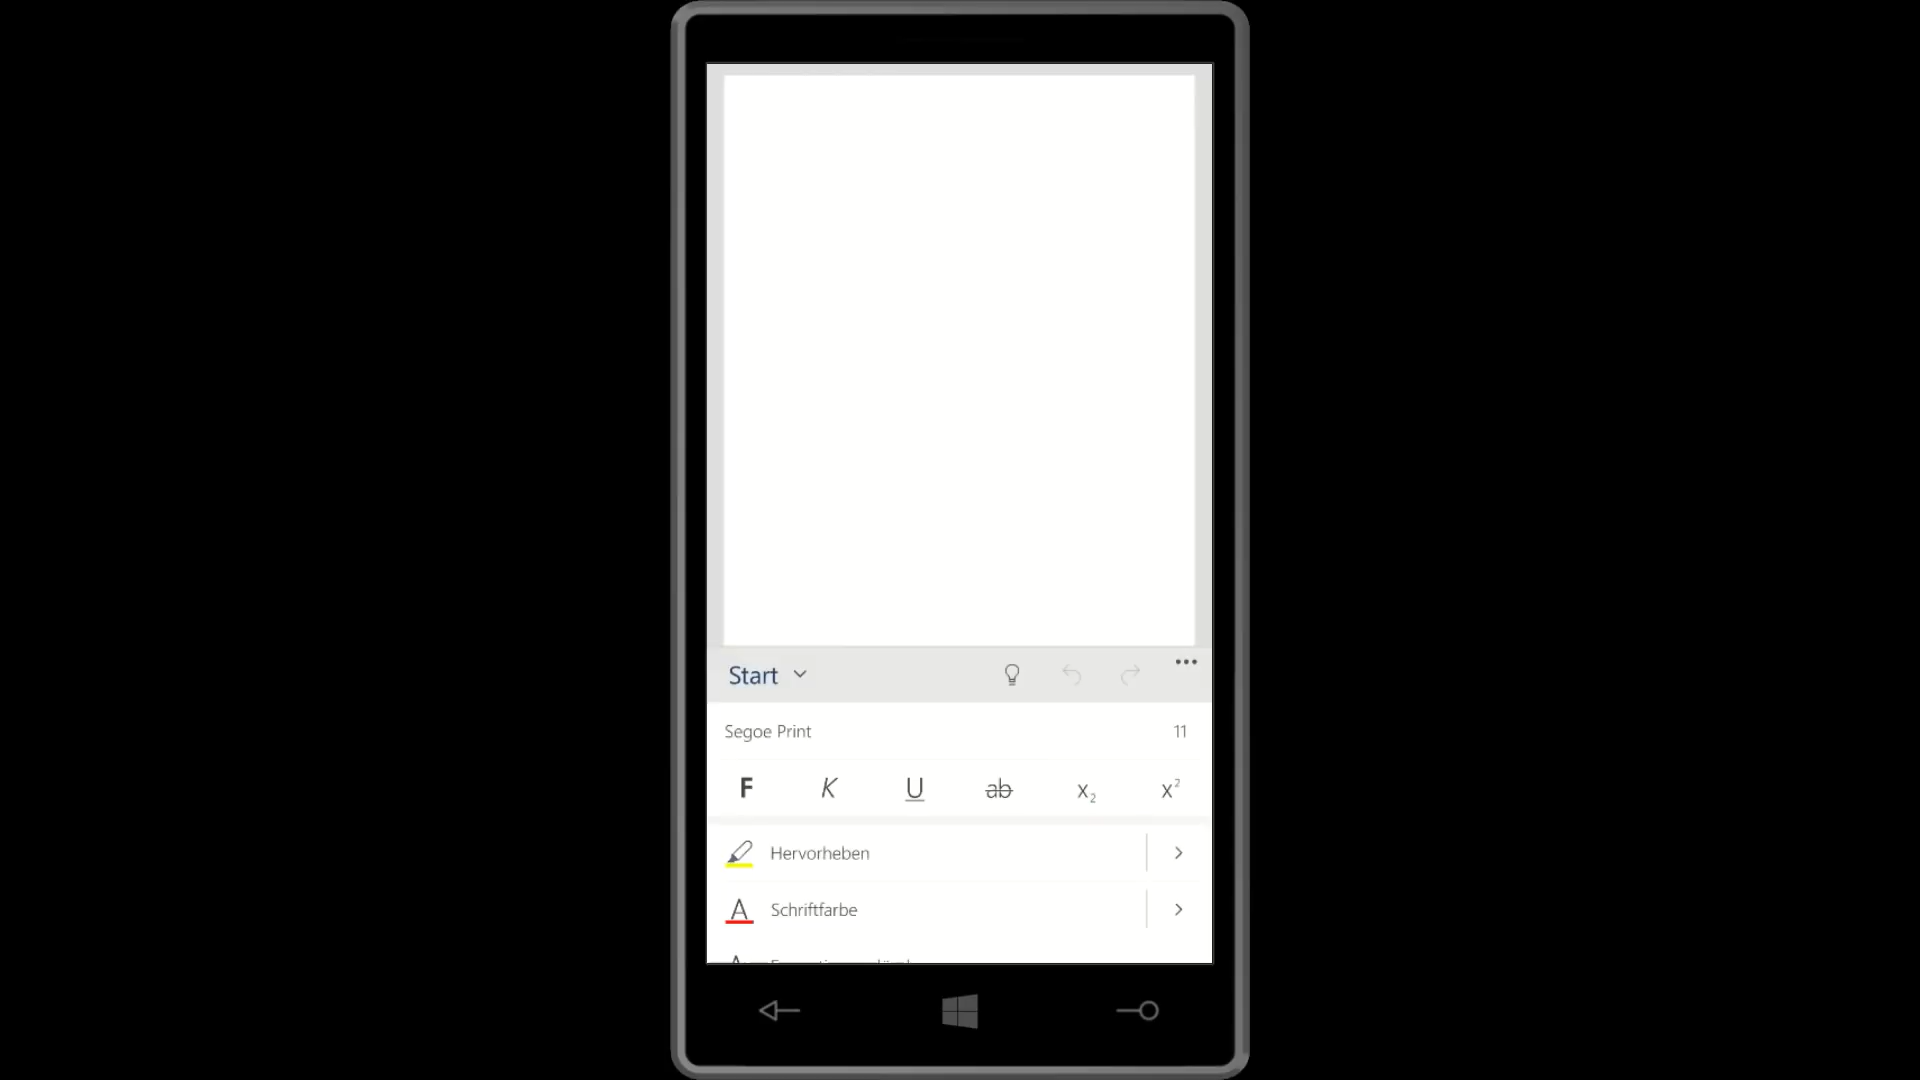 Start
Segoe Print 11
F K U ab x₂ x²
Hervorheben
Schriftfarbe